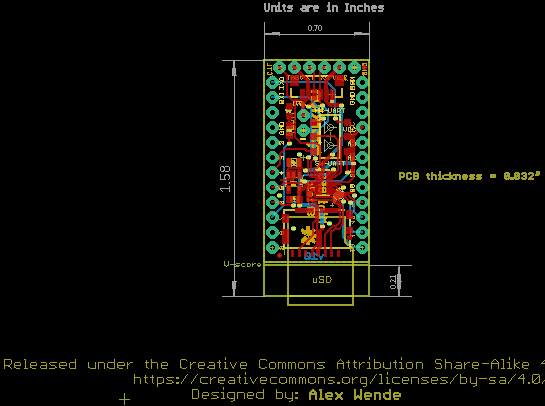 Units are in Inches
0.70
1.58
PCB thickness = 0.032"
V-score
uSD
0.21
Released under the Creative Commons Attribution Share-Alike 4
https://creativecommons.org/licenses/by-sa/4.0/
Designed by: Alex Wende